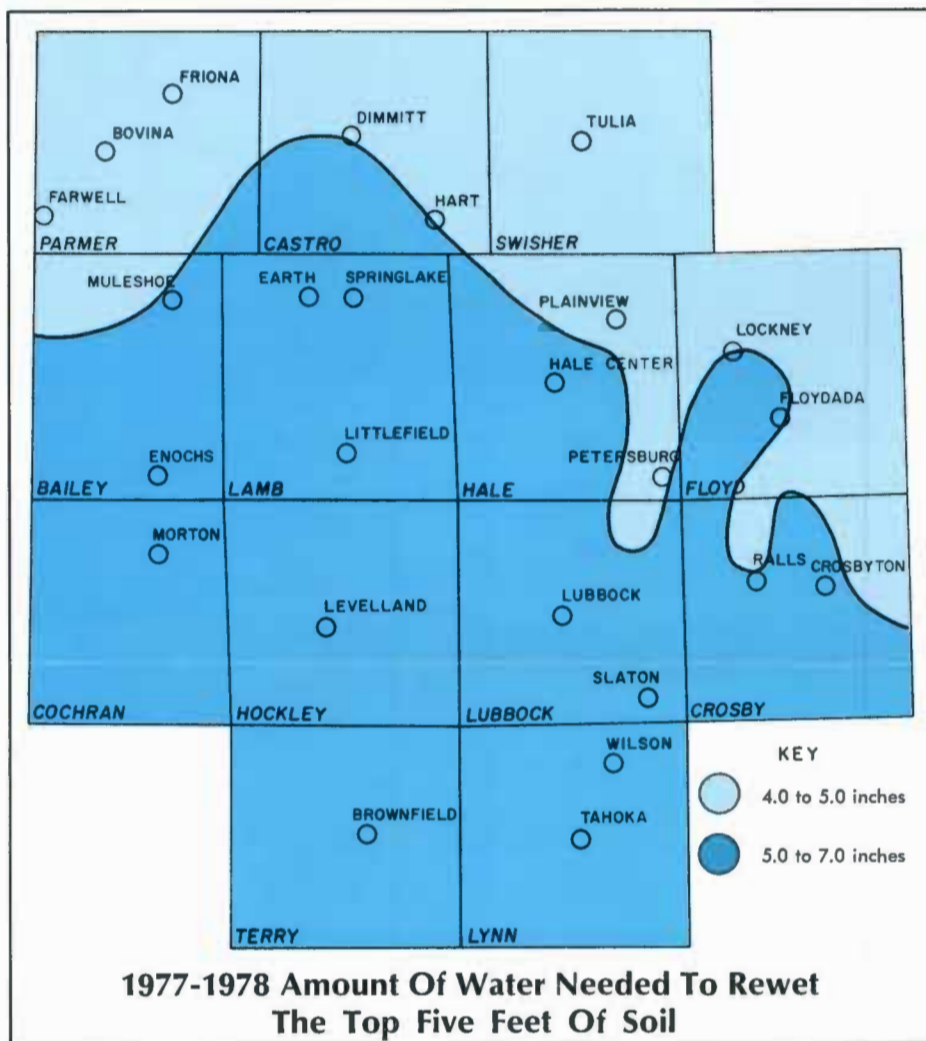 FRIONA
DIMMITT
TULIA
BOVINA
FARWELL
HART
PARMER
CASTRO
SWISHER
MULESHOE
EARTH
SPRINGLAKE
PLAINVIEW
LOCKNEY
HALE CENTER
FLOYDADA
LITTLEFIELD
ENOCHS
PETERSBURG
BAILEY
LAMB
HALE
FLOYD
MORTON
RALLS
CROSBYTON
LEVELLAND
LUBBOCK
SLATON
COCHRAN
HOCKLEY
LUBBOCK
CROSBY
WILSON
KEY
4.0 to 5.0 inches
BROWNFIELD
TAHOKA
5.0 to 7.0 inches
TERRY
LYNN
1977-1978 Amount Of Water Needed To Rewet
The Top Five Feet Of Soil